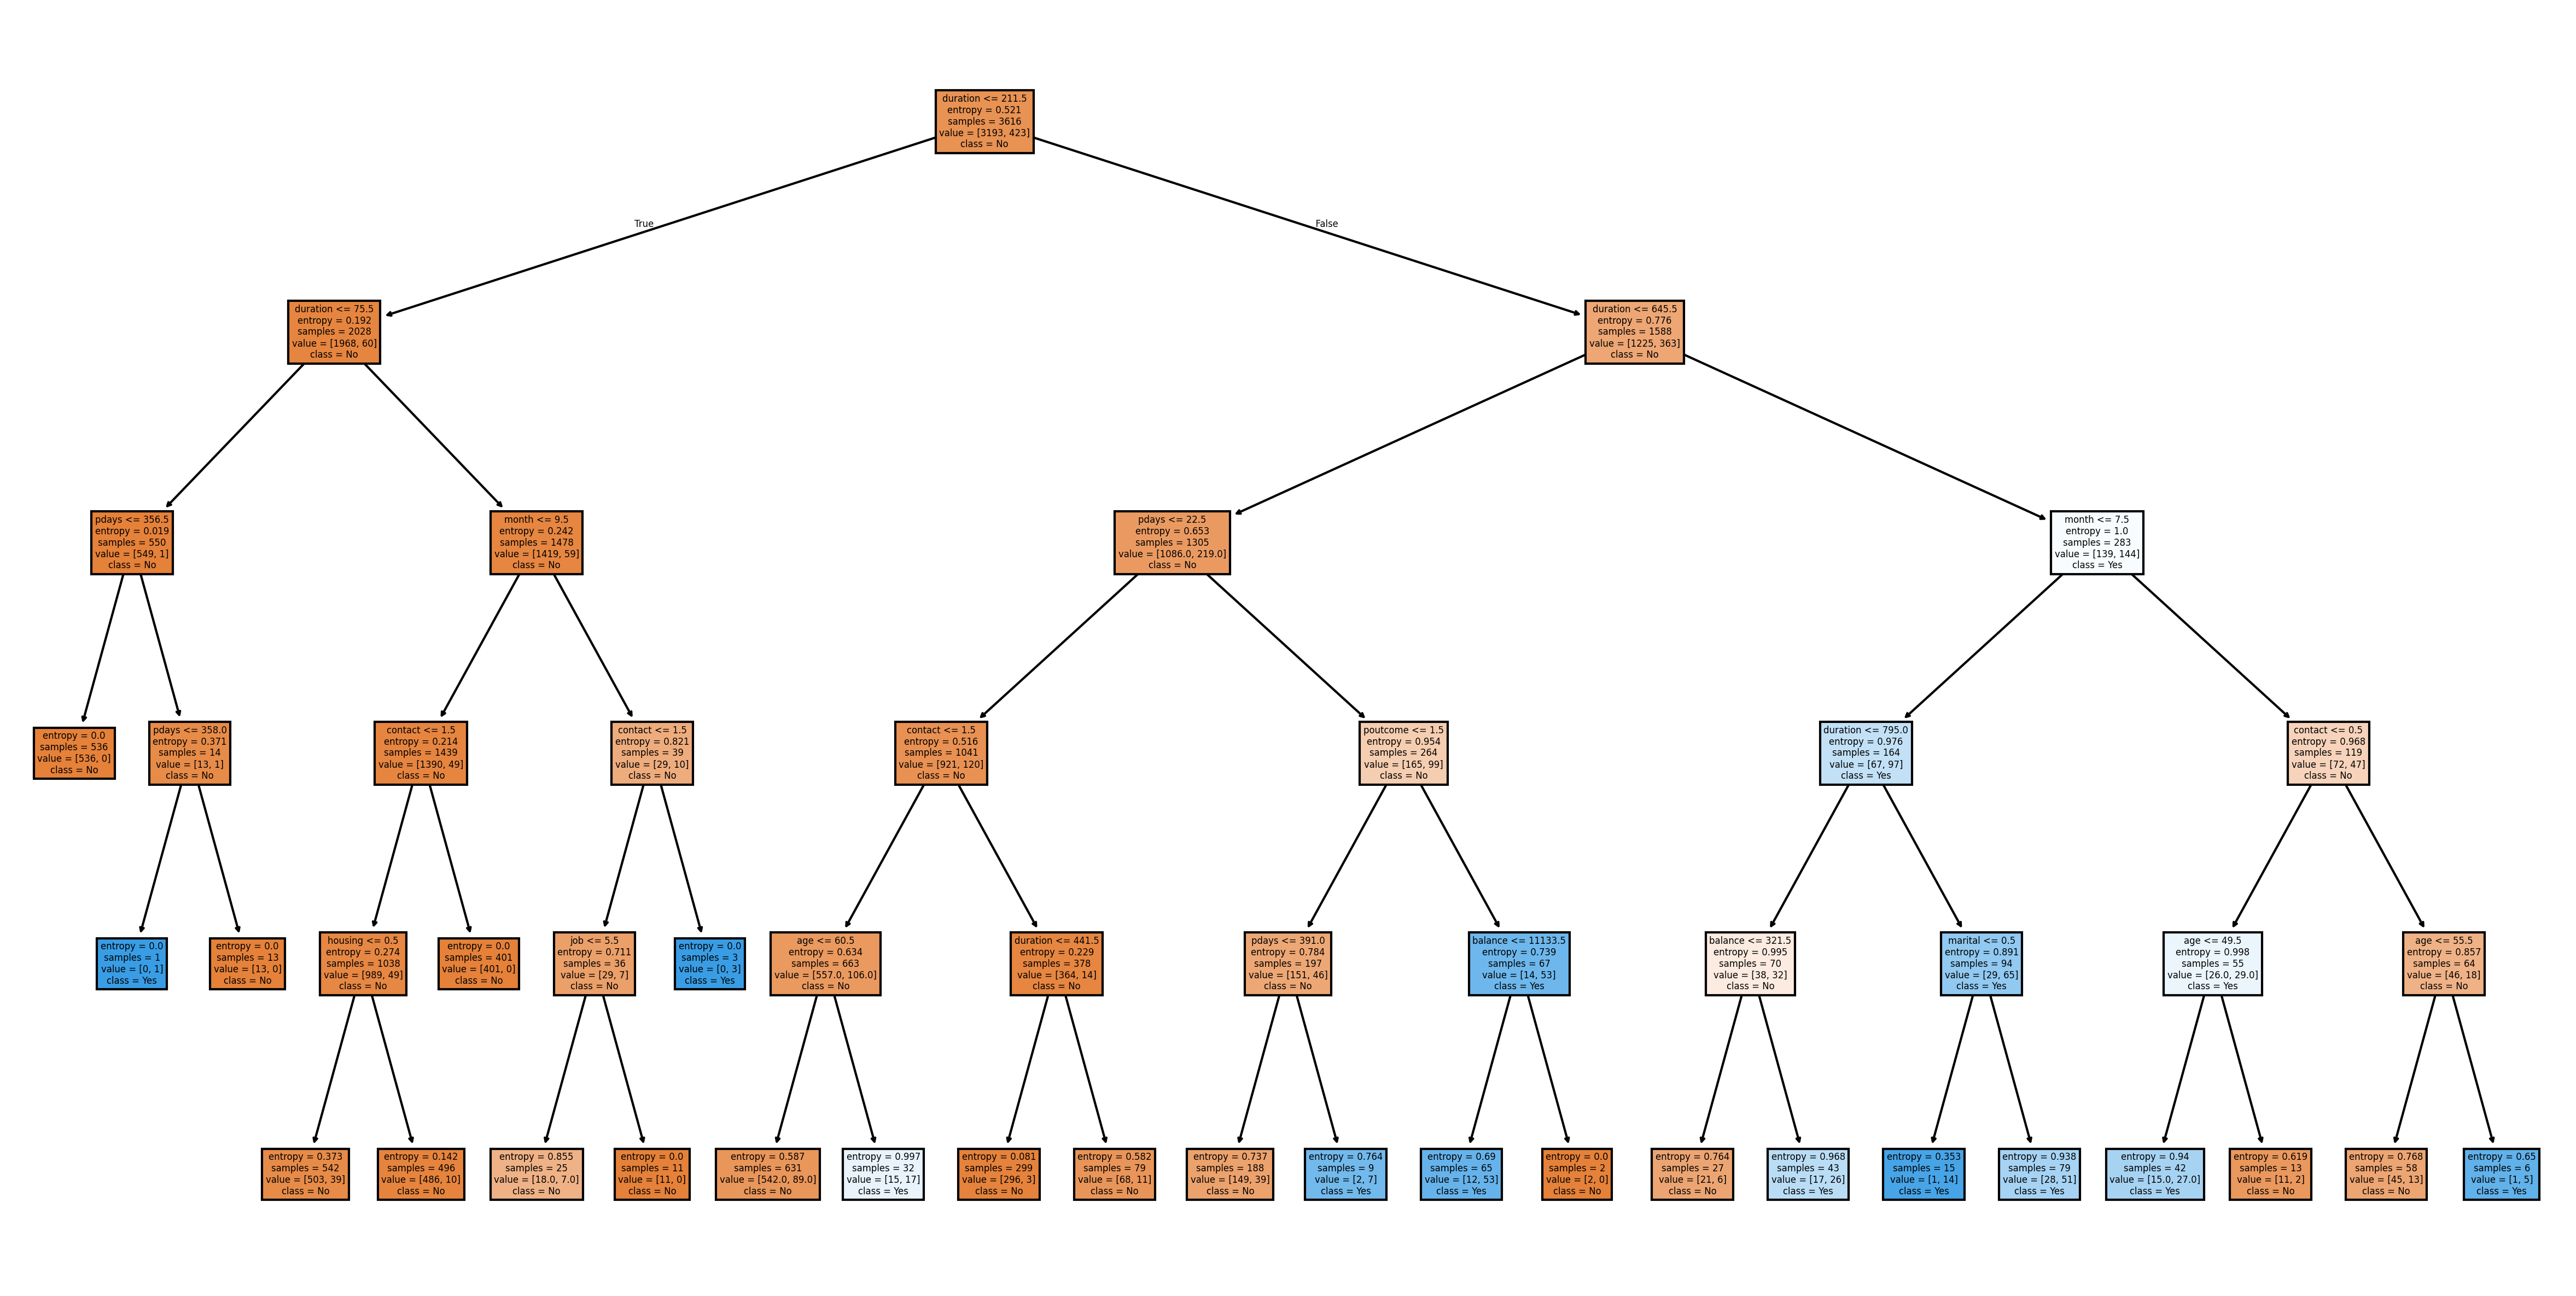 duration <= 211.5
entropy = 0.521
samples = 3616
value = [3193, 423]
class = No
True
False
duration <= 75.5
entropy = 0.192
samples = 2028
value = [1968, 60]
class = No
duration <= 645.5
entropy = 0.776
samples = 1588
value = [1225, 363]
class = No
pdays <= 356.5
entropy = 0.019
samples = 550
value = [549, 1]
class = No
month <= 9.5
entropy = 0.242
samples = 1478
value = [1419, 59]
class = No
pdays <= 22.5
entropy = 0.653
samples = 1305
value = [1086.0, 219.0]
class = No
month <= 7.5
entropy = 1.0
samples = 283
value = [139, 144]
class = Yes
entropy = 0.0
samples = 536
value = [536, 0]
class = No
pdays <= 358.0
entropy = 0.371
samples = 14
value = [13, 1]
class = No
contact <= 1.5
entropy = 0.214
samples = 1439
value = [1390, 49]
class = No
contact <= 1.5
entropy = 0.821
samples = 39
value = [29, 10]
class = No
contact <= 1.5
entropy = 0.516
samples = 1041
value = [921, 120]
class = No
poutcome <= 1.5
entropy = 0.954
samples = 264
value = [165, 99]
class = No
duration <= 795.0
entropy = 0.976
samples = 164
value = [67, 97]
class = Yes
contact <= 0.5
entropy = 0.968
samples = 119
value = [72, 47]
class = No
entropy = 0.0
samples = 1
value = [0, 1]
class = Yes
entropy = 0.0
samples = 13
value = [13, 0]
class = No
housing <= 0.5
entropy = 0.274
samples = 1038
value = [989, 49]
class = No
entropy = 0.0
samples = 401
value = [401, 0]
class = No
job <= 5.5
entropy = 0.711
samples = 36
value = [29, 7]
class = No
entropy = 0.0
samples = 3
value = [0, 3]
class = Yes
age <= 60.5
entropy = 0.634
samples = 663
value = [557.0, 106.0]
class = No
duration <= 441.5
entropy = 0.229
samples = 378
value = [364, 14]
class = No
pdays <= 391.0
entropy = 0.784
samples = 197
value = [151, 46]
class = No
balance <= 11133.5
entropy = 0.739
samples = 67
value = [14, 53]
class = Yes
balance <= 321.5
entropy = 0.995
samples = 70
value = [38, 32]
class = No
marital <= 0.5
entropy = 0.891
samples = 94
value = [29, 65]
class = Yes
age <= 49.5
entropy = 0.998
samples = 55
value = [26.0, 29.0]
class = Yes
age <= 55.5
entropy = 0.857
samples = 64
value = [46, 18]
class = No
entropy = 0.373
samples = 542
value = [503, 39]
class = No
entropy = 0.142
samples = 496
value = [486, 10]
class = No
entropy = 0.855
samples = 25
value = [18.0, 7.0]
class = No
entropy = 0.0
samples = 11
value = [11, 0]
class = No
entropy = 0.587
samples = 631
value = [542.0, 89.0]
class = No
entropy = 0.997
samples = 32
value = [15, 17]
class = Yes
entropy = 0.081
samples = 299
value = [296, 3]
class = No
entropy = 0.582
samples = 79
value = [68, 11]
class = No
entropy = 0.737
samples = 188
value = [149, 39]
class = No
entropy = 0.764
samples = 9
value = [2, 7]
class = Yes
entropy = 0.69
samples = 65
value = [12, 53]
class = Yes
entropy = 0.0
samples = 2
value = [2, 0]
class = No
entropy = 0.764
samples = 27
value = [21, 6]
class = No
entropy = 0.968
samples = 43
value = [17, 26]
class = Yes
entropy = 0.353
samples = 15
value = [1, 14]
class = Yes
entropy = 0.938
samples = 79
value = [28, 51]
class = Yes
entropy = 0.94
samples = 42
value = [15.0, 27.0]
class = Yes
entropy = 0.619
samples = 13
value = [11, 2]
class = No
entropy = 0.768
samples = 58
value = [45, 13]
class = No
entropy = 0.65
samples = 6
value = [1, 5]
class = Yes